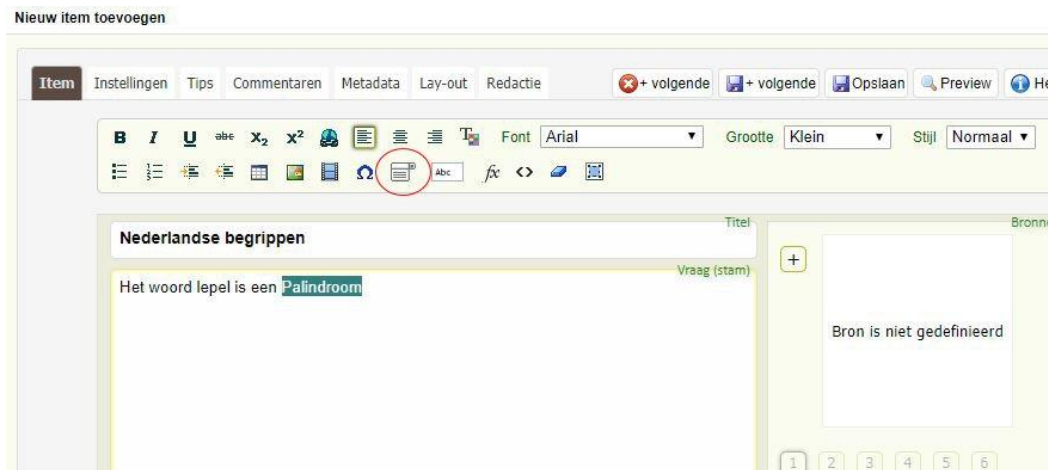 Nieuw item toevoegen
Item Instellingen Tips Commentaren Metadata Lay-out Redactie + volgende + volgende Opslaan Preview He
B I U abc X₂ X² T Font Arial Grootte Klein Stijl Normaal
Ω Abc fx <>
Titel Bronne
Nederlandse begrippen
Vraag (stam) +
Het woord lepel is een Palindroom
Bron is niet gedefinieerd
1 2 3 4 5 6